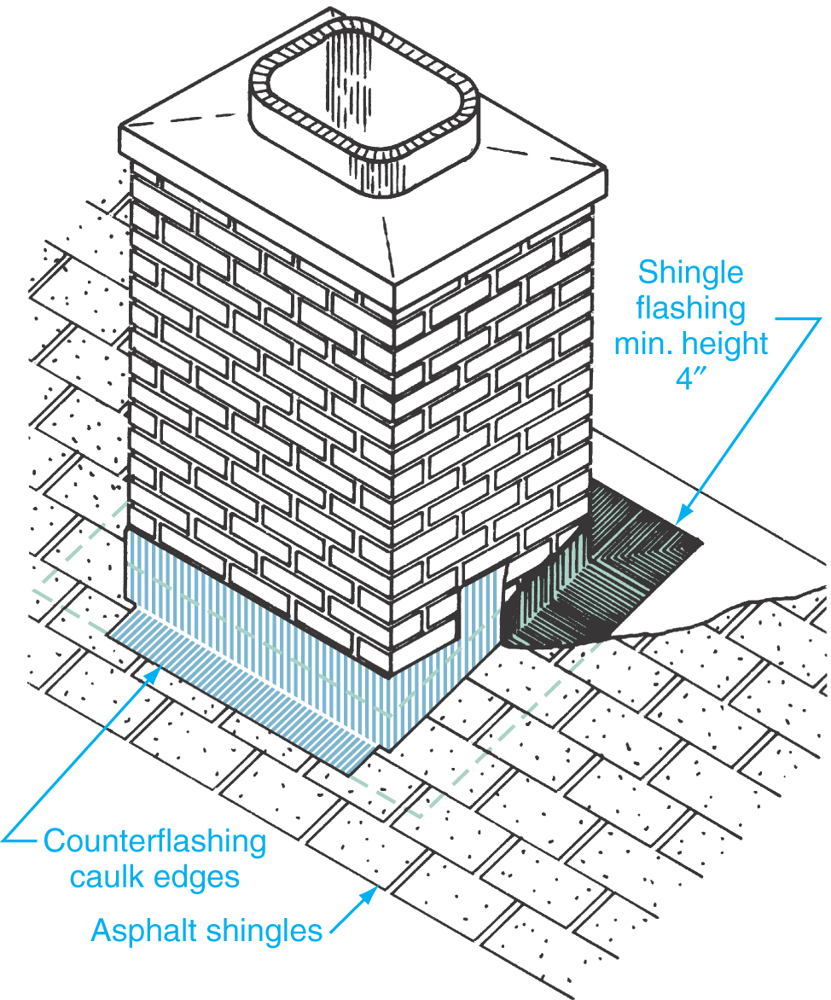 Shingle
flashing
min. height
4″
Counterflashing
caulk edges
Asphalt shingles